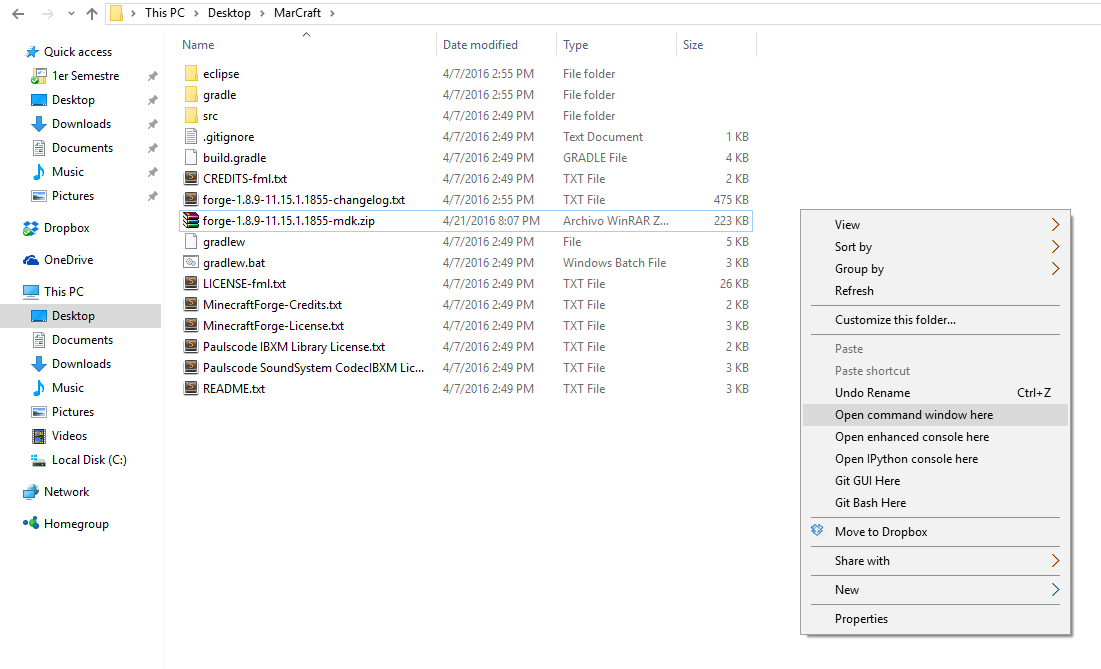 This PC > Desktop > MarCraft >
Name Date modified Type Size
Quick access
1er Semestre
Desktop
Downloads
Documents
Music
Pictures
Dropbox
OneDrive
This PC
Desktop
Documents
Downloads
Music
Pictures
Videos
Local Disk (C:)
Network
Homegroup
eclipse 4/7/2016 2:55 PM File folder
gradle 4/7/2016 2:55 PM File folder
src 4/7/2016 2:49 PM File folder
.gitignore 4/7/2016 2:49 PM Text Document 1 KB
build.gradle 4/7/2016 2:49 PM GRADLE File 4 KB
CREDITS-fml.txt 4/7/2016 2:49 PM TXT File 2 KB
forge-1.8.9-11.15.1.1855-changelog.txt 4/7/2016 2:55 PM TXT File 475 KB
forge-1.8.9-11.15.1.1855-mdk.zip 4/21/2016 8:07 PM Archivo WinRAR Z... 223 KB
gradlew 4/7/2016 2:49 PM File 5 KB
gradlew.bat 4/7/2016 2:49 PM Windows Batch File 3 KB
LICENSE-fml.txt 4/7/2016 2:49 PM TXT File 26 KB
MinecraftForge-Credits.txt 4/7/2016 2:49 PM TXT File 2 KB
MinecraftForge-License.txt 4/7/2016 2:49 PM TXT File 3 KB
Paulscode IBXM Library License.txt 4/7/2016 2:49 PM TXT File 2 KB
Paulscode SoundSystem CodecIBXM Lic... 4/7/2016 2:49 PM TXT File 3 KB
README.txt 4/7/2016 2:49 PM TXT File 3 KB
View
Sort by
Group by
Refresh
Customize this folder...
Paste
Paste shortcut
Undo Rename Ctrl+Z
Open command window here
Open enhanced console here
Open IPython console here
Git GUI Here
Git Bash Here
Move to Dropbox
Share with
New
Properties